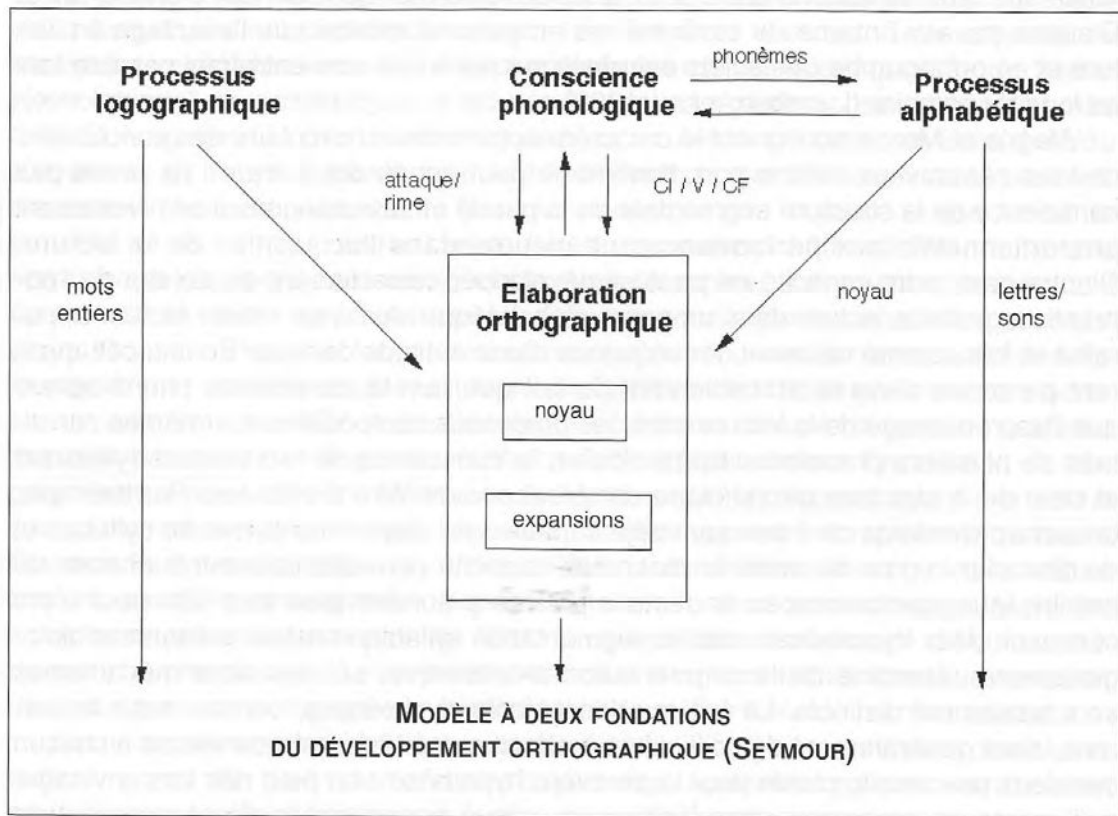 Processus
logographique
Conscience
phonologique
phonèmes
Processus
alphabétique
attaque/
rime
CI / V / CF
mots
entiers
Elaboration
orthographique
noyau
lettres/
sons
noyau
expansions
MODÈLE À DEUX FONDATIONS
DU DÉVELOPPEMENT ORTHOGRAPHIQUE (SEYMOUR)